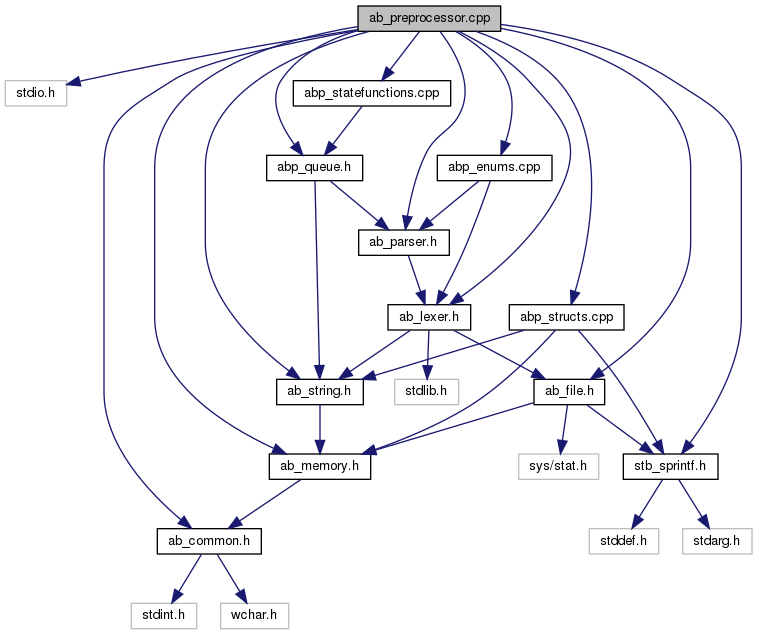 ab_preprocessor.cpp
stdio.h
abp_statefunctions.cpp
abp_queue.h
abp_enums.cpp
ab_parser.h
ab_lexer.h
abp_structs.cpp
ab_string.h
stdlib.h
ab_file.h
ab_memory.h
sys/stat.h
stb_sprintf.h
ab_common.h
stddef.h
stdarg.h
stdint.h
wchar.h